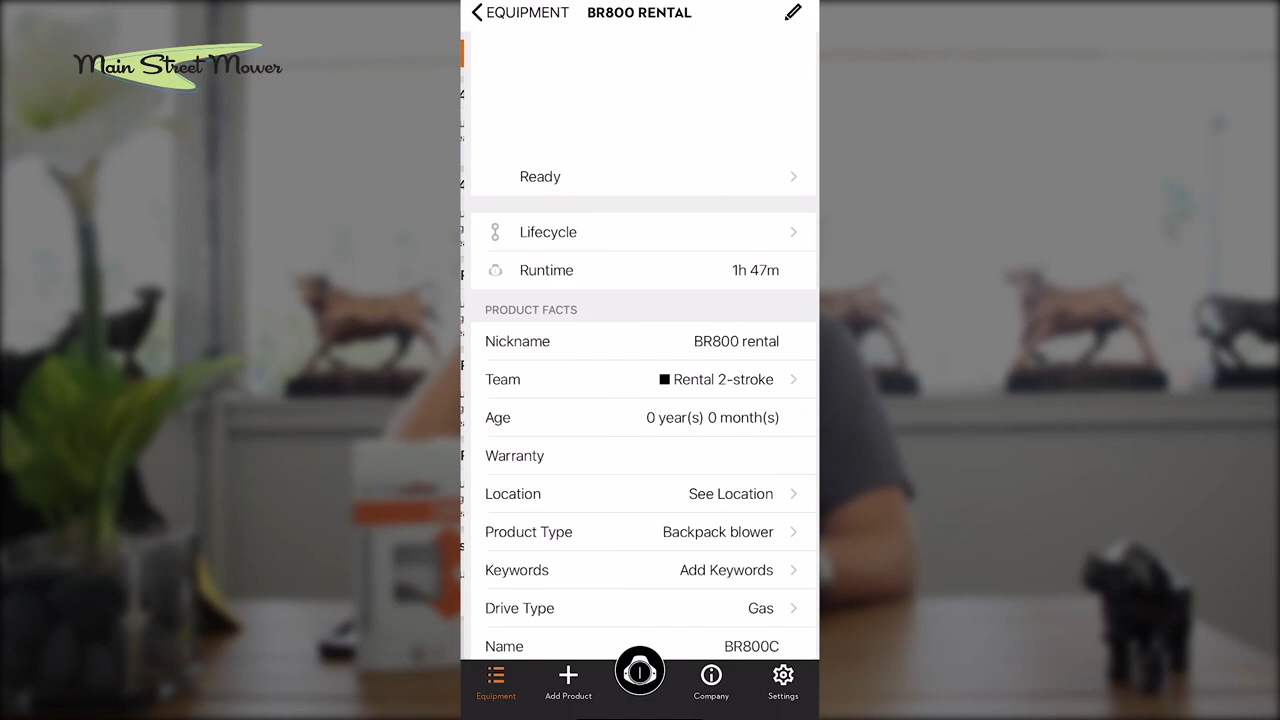 Main Street Mower
EQUIPMENT BR800 RENTAL
Ready
Lifecycle
Runtime 1h 47m
PRODUCT FACTS
Nickname BR800 rental
Team Rental 2-stroke
Age 0 year(s) 0 month(s)
Warranty
Location See Location
Product Type Backpack blower
Keywords Add Keywords
Drive Type Gas
Name BR800C
Equipment Add Product Company Settings